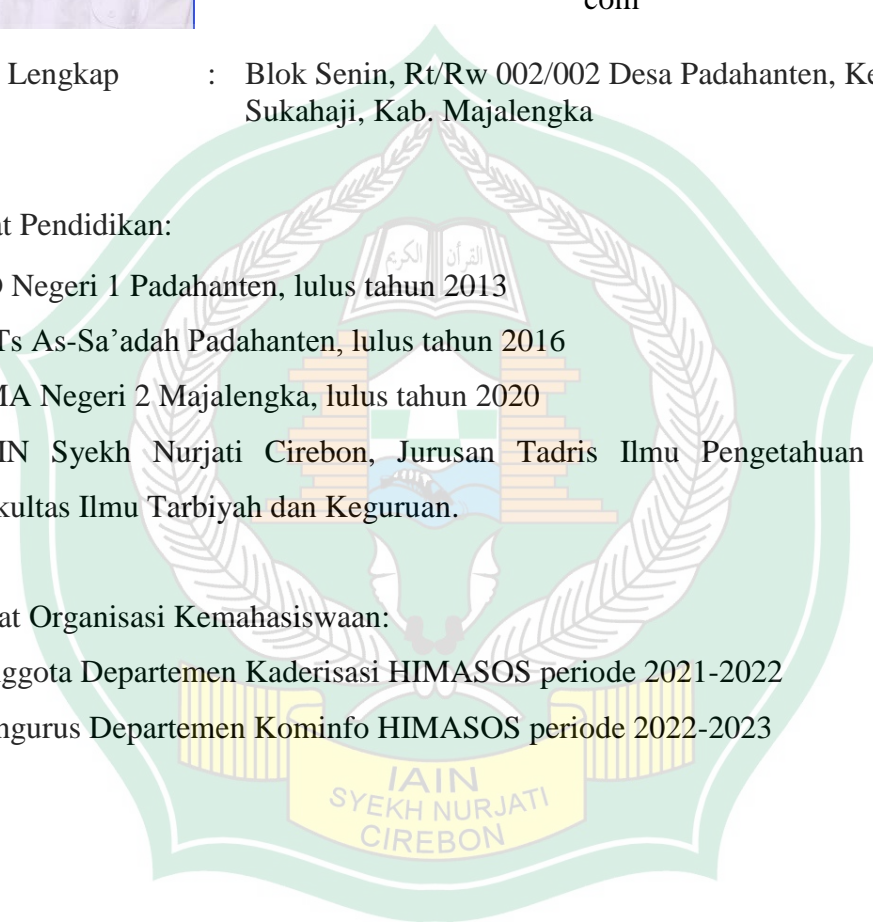 com
Lengkap : Blok Senin, Rt/Rw 002/002 Desa Padahanten, Ke
Sukahaji, Kab. Majalengka
at Pendidikan:
Negeri 1 Padahanten, lulus tahun 2013
Ts As-Sa’adah Padahanten, lulus tahun 2016
MA Negeri 2 Majalengka, lulus tahun 2020
IN Syekh Nurjati Cirebon, Jurusan Tadris Ilmu Pengetahuan
kultas Ilmu Tarbiyah dan Keguruan.
at Organisasi Kemahasiswaan:
ggota Departemen Kaderisasi HIMASOS periode 2021-2022
ngurus Departemen Kominfo HIMASOS periode 2022-2023
القرآن الكريم
IAIN
SYEKH NURJATI
CIREBON